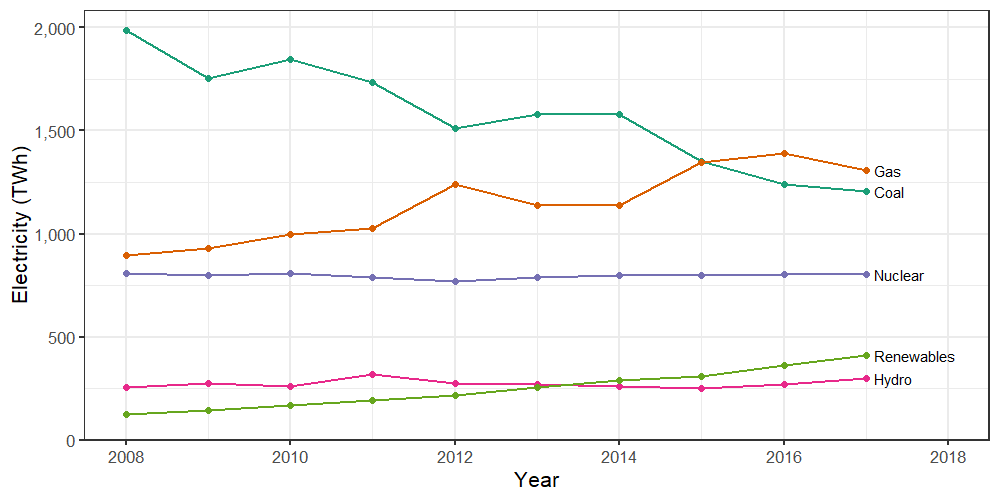 2,000
1,500
1,000
500
0
Electricity (TWh)
Gas
Coal
Nuclear
Renewables
Hydro
2008 2010 2012 2014 2016 2018
Year